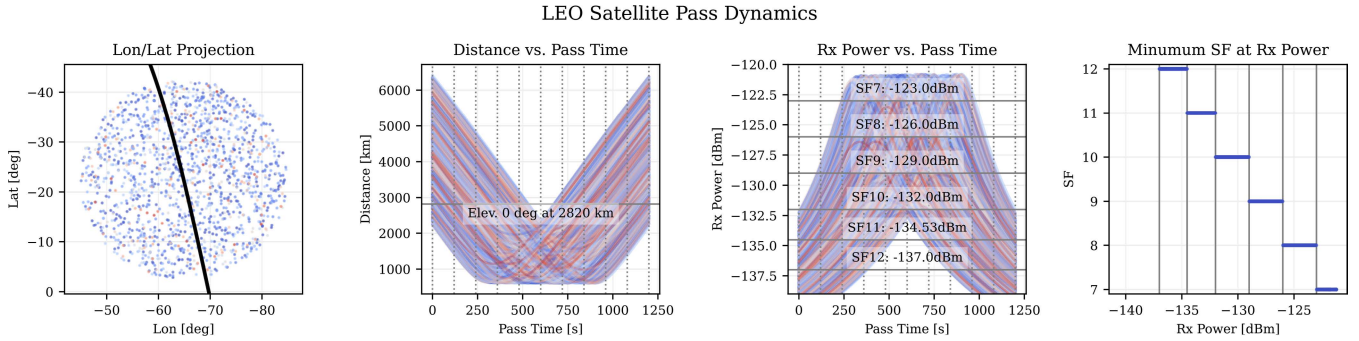 LEO Satellite Pass Dynamics
Lon/Lat Projection
−40
−30
−20
−10
0
Lat [deg]
−50
−60
−70
−80
Lon [deg]
Distance vs. Pass Time
6000
5000
4000
3000
2000
1000
Distance [km]
Elev. 0 deg at 2820 km
0
250
500
750
1000
1250
Pass Time [s]
Rx Power vs. Pass Time
−120.0
−122.5
−125.0
−127.5
−130.0
−132.5
−135.0
−137.5
Rx Power [dBm]
SF7: -123.0dBm
SF8: -126.0dBm
SF9: -129.0dBm
SF10: -132.0dBm
SF11: -134.53dBm
SF12: -137.0dBm
0
250
500
750
1000
1250
Pass Time [s]
Minumum SF at Rx Power
12
11
10
9
8
7
SF
−140
−135
−130
−125
Rx Power [dBm]